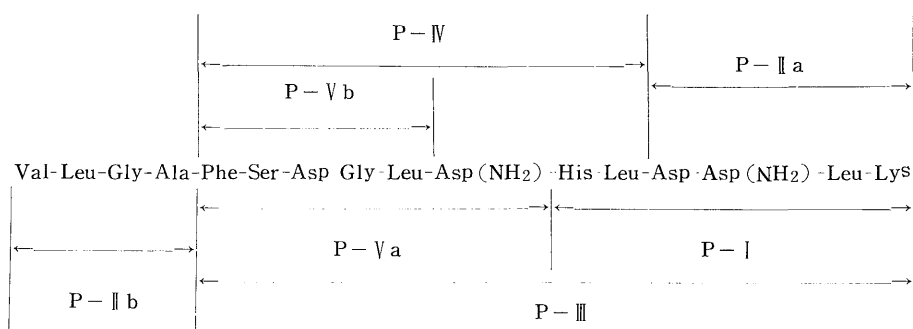 P-Ⅳ
P-Ⅱa
P-Ⅴb
Val-Leu-Gly-Ala-Phe-Ser-Asp Gly-Leu-Asp(NH2)-His-Leu-Asp-Asp(NH2)-Leu-Lys
P-Ⅴa
P-Ⅰ
P-Ⅱb
P-Ⅲ